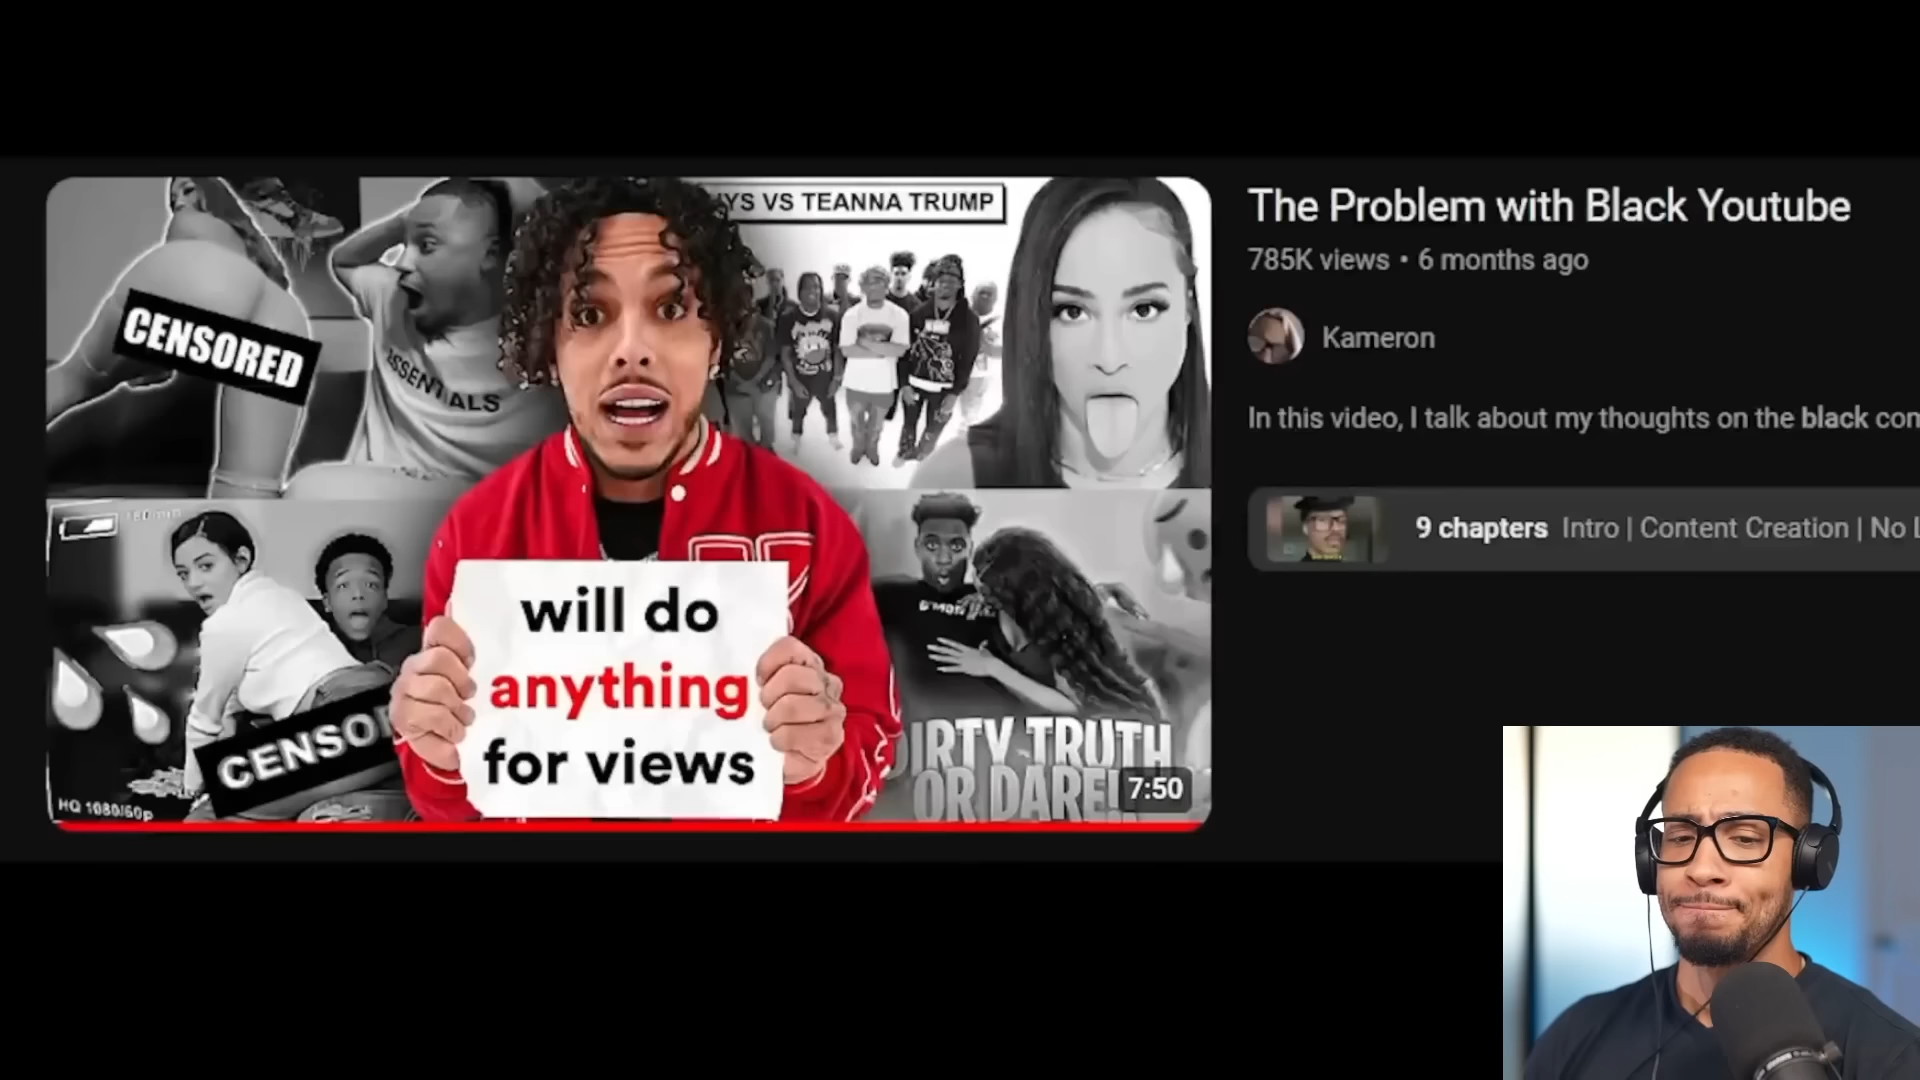 YS VS TEANNA TRUMP
CENSORED
ESSENTIALS
will do
anything
for views
CENSOR
HQ 1080/60p
DIRTY TRUTH
OR DARE!!
7:50
The Problem with Black Youtube
785K views • 6 months ago
Kameron
In this video, I talk about my thoughts on the black con
9 chapters Intro | Content Creation | No L